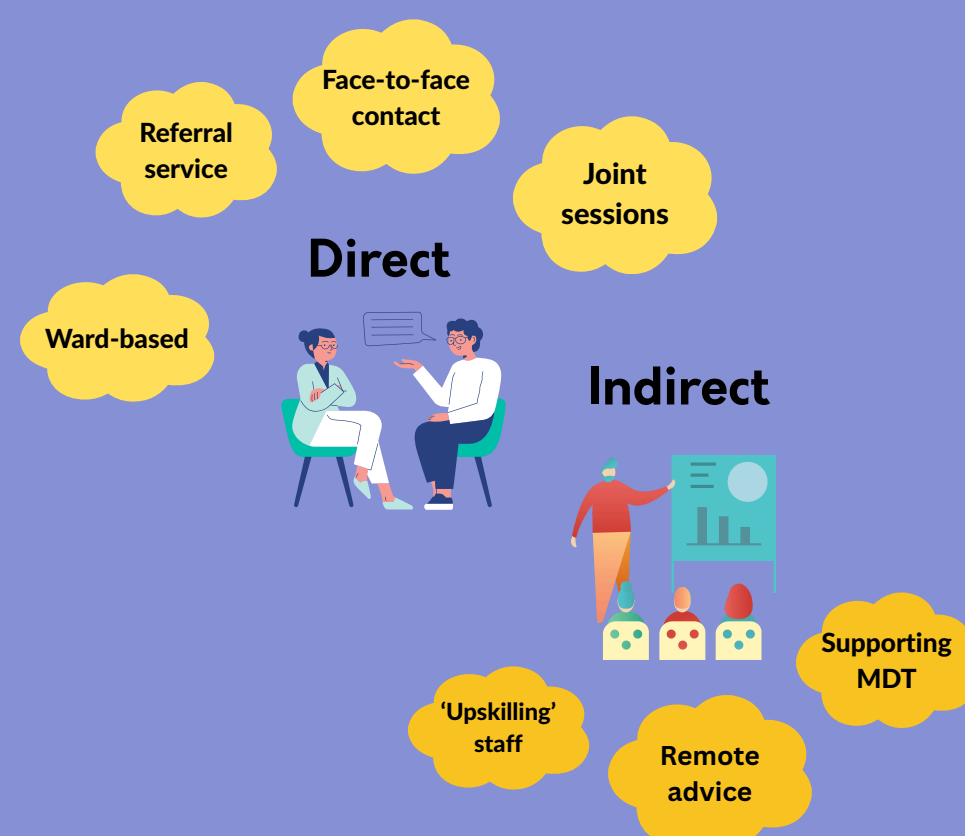 Face-to-face
contact
Referral
service
Joint
sessions
Direct
Ward-based
Indirect
Supporting
MDT
‘Upskilling’
staff
Remote
advice